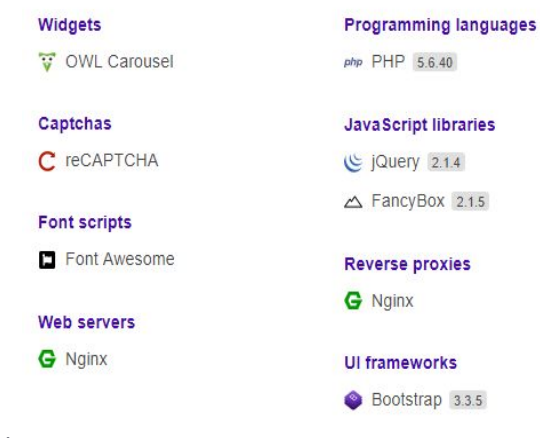 Widgets
OWL Carousel
Captchas
reCAPTCHA
Font scripts
Font Awesome
Web servers
Nginx
Programming languages
php PHP 5.6.40
JavaScript libraries
jQuery 2.1.4
FancyBox 2.1.5
Reverse proxies
Nginx
UI frameworks
Bootstrap 3.3.5